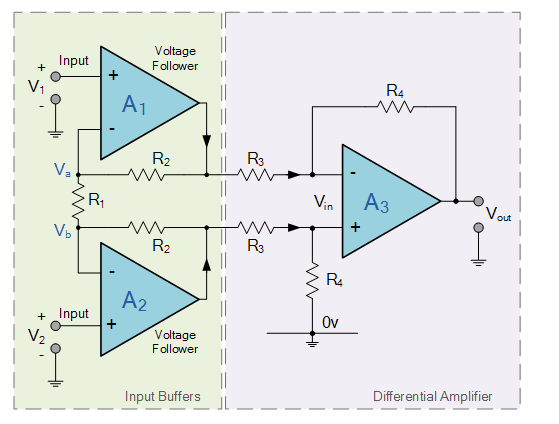 Input
Voltage
Follower
+
V1
-
+
A1
-
Va
R2
R1
Vb
R2
-
A2
+
Input
+
V2
-
Voltage
Follower
Input Buffers
R3
R4
Vin
-
A3
+
Vout
R3
R4
0v
Differential Amplifier